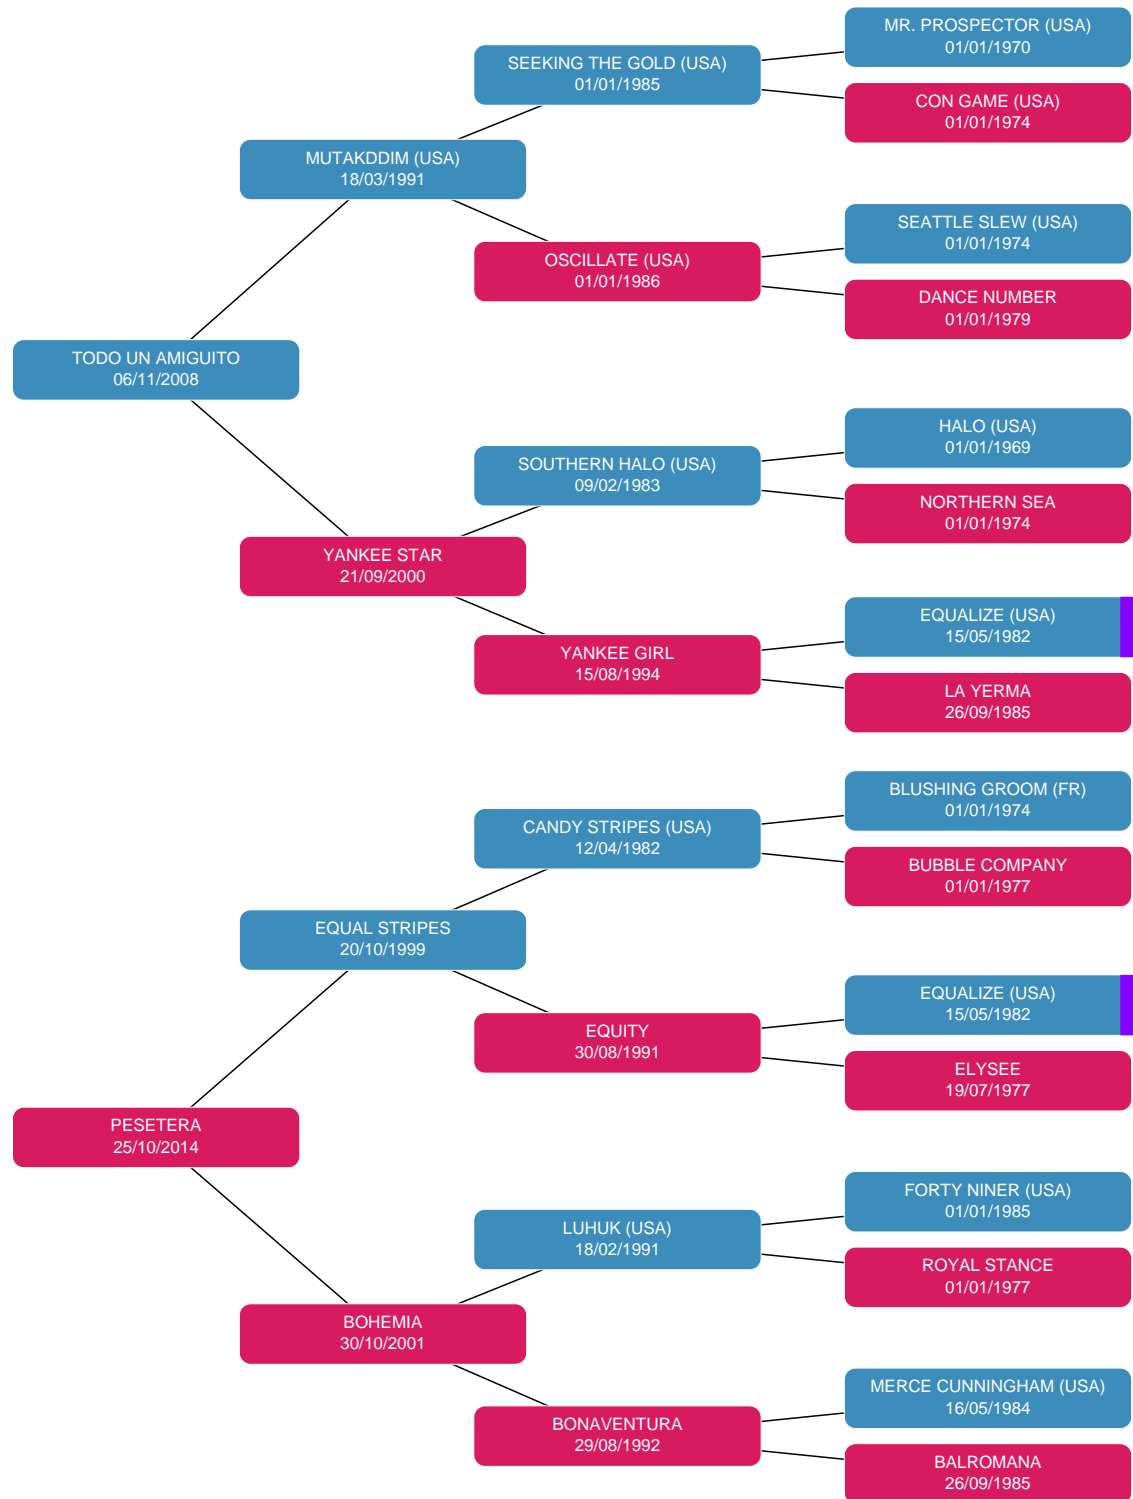 MR. PROSPECTOR (USA)
01/01/1970
SEEKING THE GOLD (USA)
01/01/1985
CON GAME (USA)
01/01/1974
MUTAKDDIM (USA)
18/03/1991
SEATTLE SLEW (USA)
01/01/1974
OSCILLATE (USA)
01/01/1986
DANCE NUMBER
01/01/1979
TODO UN AMIGUITO
06/11/2008
HALO (USA)
01/01/1969
SOUTHERN HALO (USA)
09/02/1983
NORTHERN SEA
01/01/1974
YANKEE STAR
21/09/2000
EQUALIZE (USA)
15/05/1982
YANKEE GIRL
15/08/1994
LA YERMA
26/09/1985
BLUSHING GROOM (FR)
01/01/1974
CANDY STRIPES (USA)
12/04/1982
BUBBLE COMPANY
01/01/1977
EQUAL STRIPES
20/10/1999
EQUALIZE (USA)
15/05/1982
EQUITY
30/08/1991
ELYSEE
19/07/1977
PESETERA
25/10/2014
FORTY NINER (USA)
01/01/1985
LUHUK (USA)
18/02/1991
ROYAL STANCE
01/01/1977
BOHEMIA
30/10/2001
MERCE CUNNINGHAM (USA)
16/05/1984
BONAVENTURA
29/08/1992
BALROMANA
26/09/1985